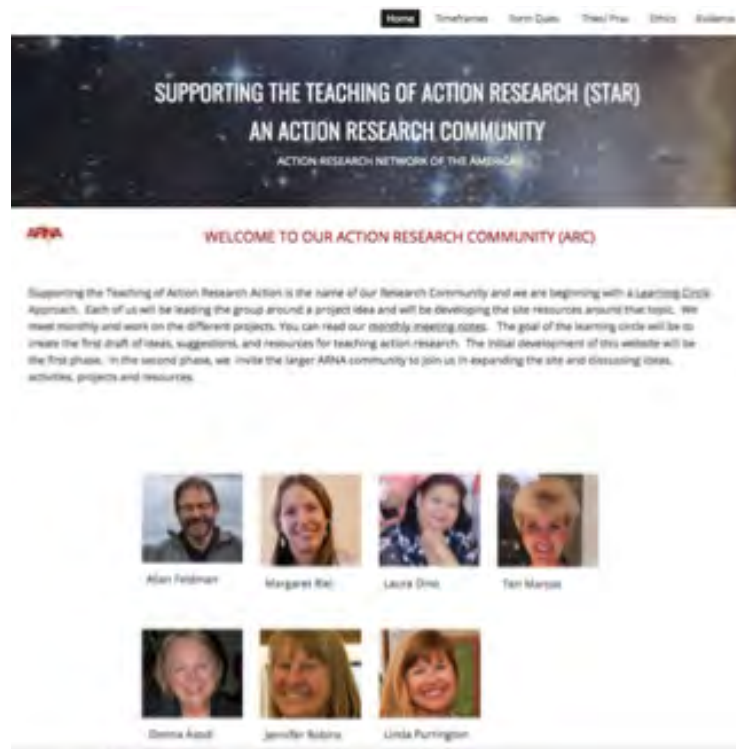 Home Timeframes Form Ques Ethics Evidence
SUPPORTING THE TEACHING OF ACTION RESEARCH (STAR)
AN ACTION RESEARCH COMMUNITY
ACTION RESEARCH NETWORK OF THE AMERICAS
ARNA
WELCOME TO OUR ACTION RESEARCH COMMUNITY (ARC)
Supporting the Teaching of Action Research Action is the name of our Research Community and we are beginning with a Learning Circle
Approach. Each of us will be leading the group around a project idea and will be developing the site resources around that topic. We
meet monthly and work on the different projects. You can read our monthly meeting notes. The goal of the learning circle will be to
create the first draft of ideas, suggestions, and resources for teaching action research. The initial development of this website will be
the first phase. In the second phase, we invite the larger ARNA community to join us in expanding the site and discussing ideas,
activities, projects and resources.
Allan Feldman Margaret Riel Laura Teri Marcos
Donna Jennifer Robins Linda Purrington